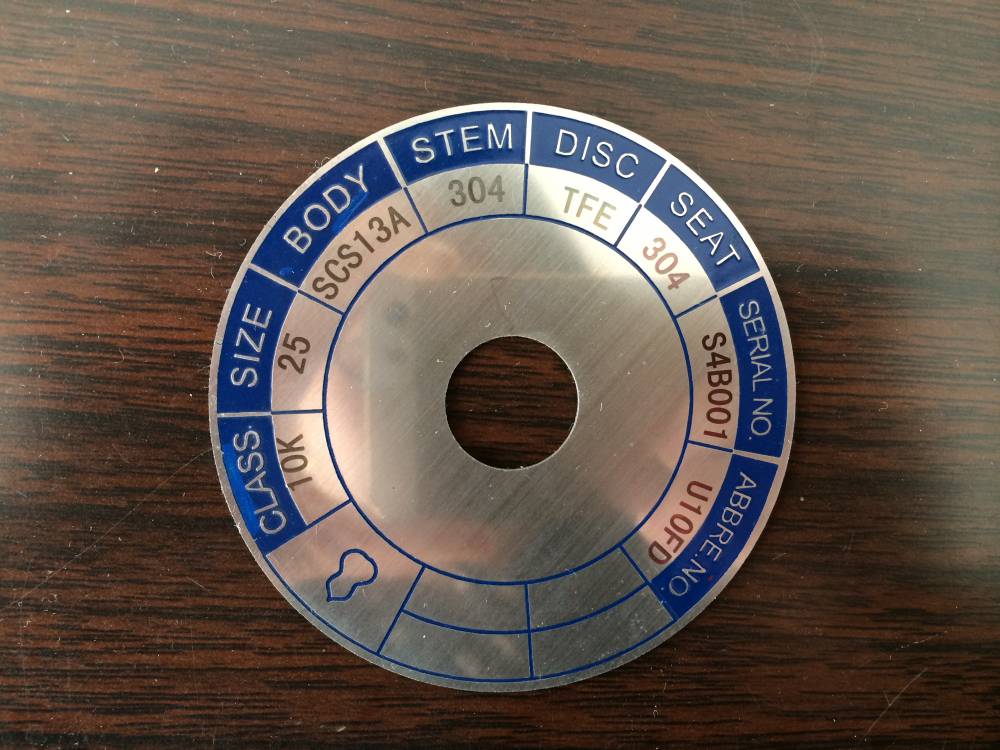 CLASS
10K
SIZE
25
BODY
SCS13A
STEM
304
DISC
TFE
SEAT
304
SERIAL NO.
S4B001
ABBRE.NO.
U10FD